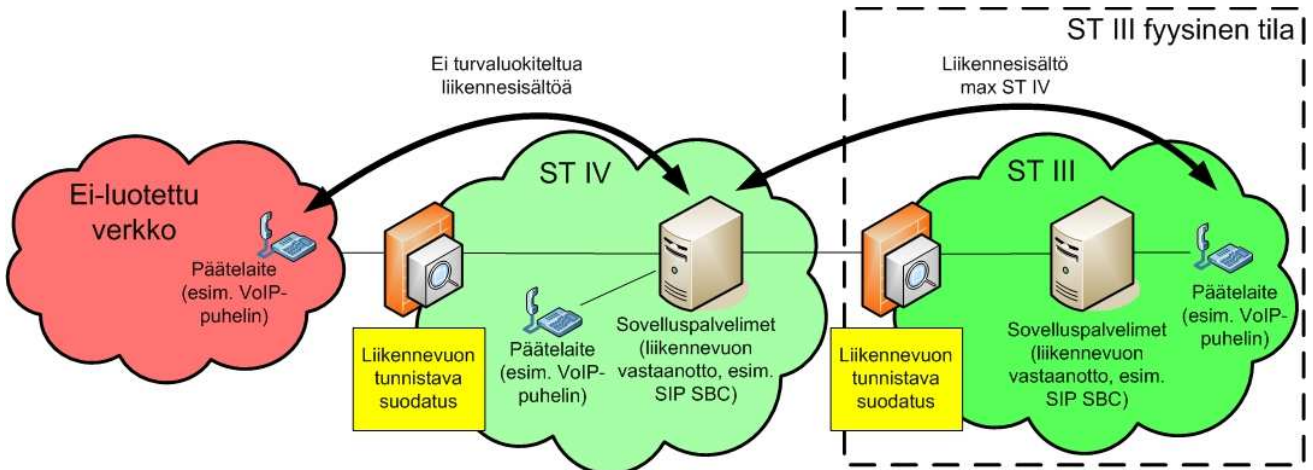 ST III fyysinen tila
Ei turvaluokiteltua
liikennesisältöä
Liikennesisältö
max ST IV
Ei-luotettu
verkko
Päätelaite
(esim. VoIP-
puhelin)
ST IV
Liikennevuon
tunnistava
suodatus
Päätelaite
(esim. VoIP-
puhelin)
Sovelluspalvelimet
(liikennevuon
vastaanotto, esim.
SIP SBC)
ST III
Liikennevuon
tunnistava
suodatus
Sovelluspalvelimet
(liikennevuon
vastaanotto, esim.
SIP SBC)
Päätelaite
(esim. VoIP-
puhelin)